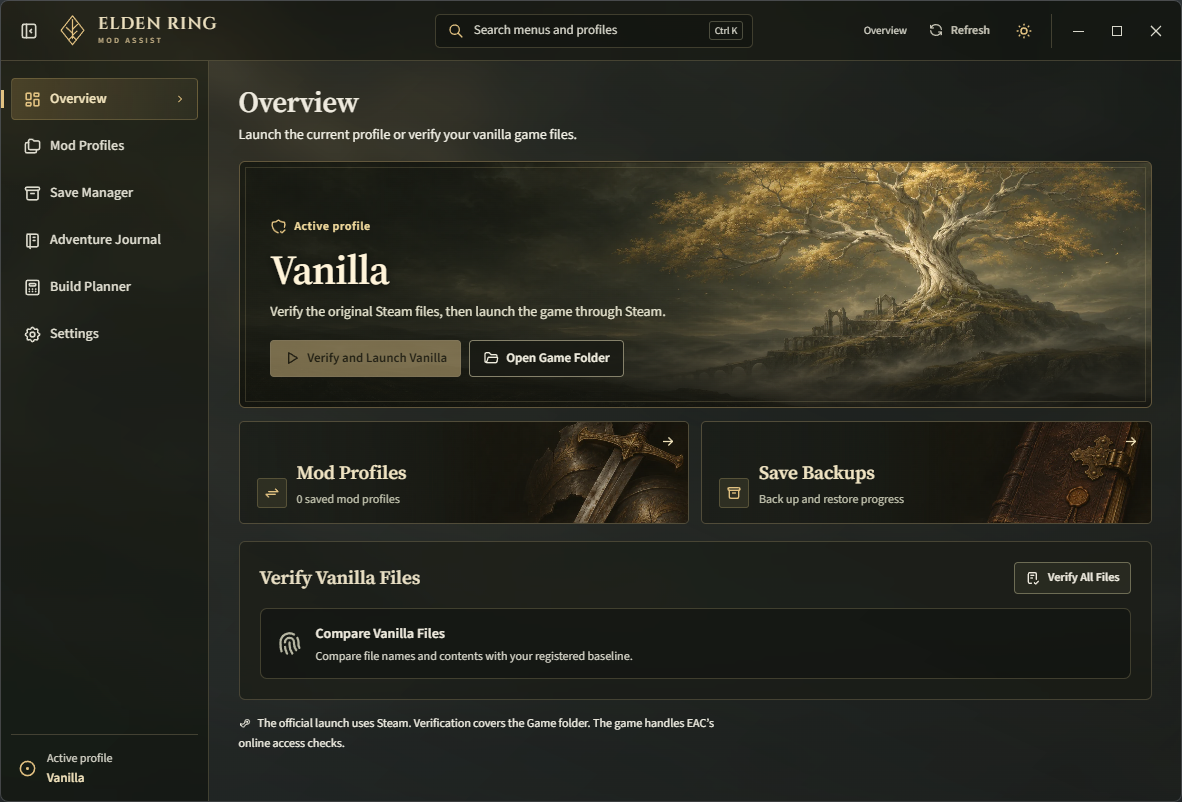 ELDEN RING
MOD ASSIST
Search menus and profiles
Ctrl K
Overview
Refresh
Overview
Mod Profiles
Save Manager
Adventure Journal
Build Planner
Settings
Active profile
Vanilla
Overview
Launch the current profile or verify your vanilla game files.
Active profile
Vanilla
Verify the original Steam files, then launch the game through Steam.
Verify and Launch Vanilla
Open Game Folder
Mod Profiles
0 saved mod profiles
Save Backups
Back up and restore progress
Verify Vanilla Files
Verify All Files
Compare Vanilla Files
Compare file names and contents with your registered baseline.
The official launch uses Steam. Verification covers the Game folder. The game handles EAC's
online access checks.